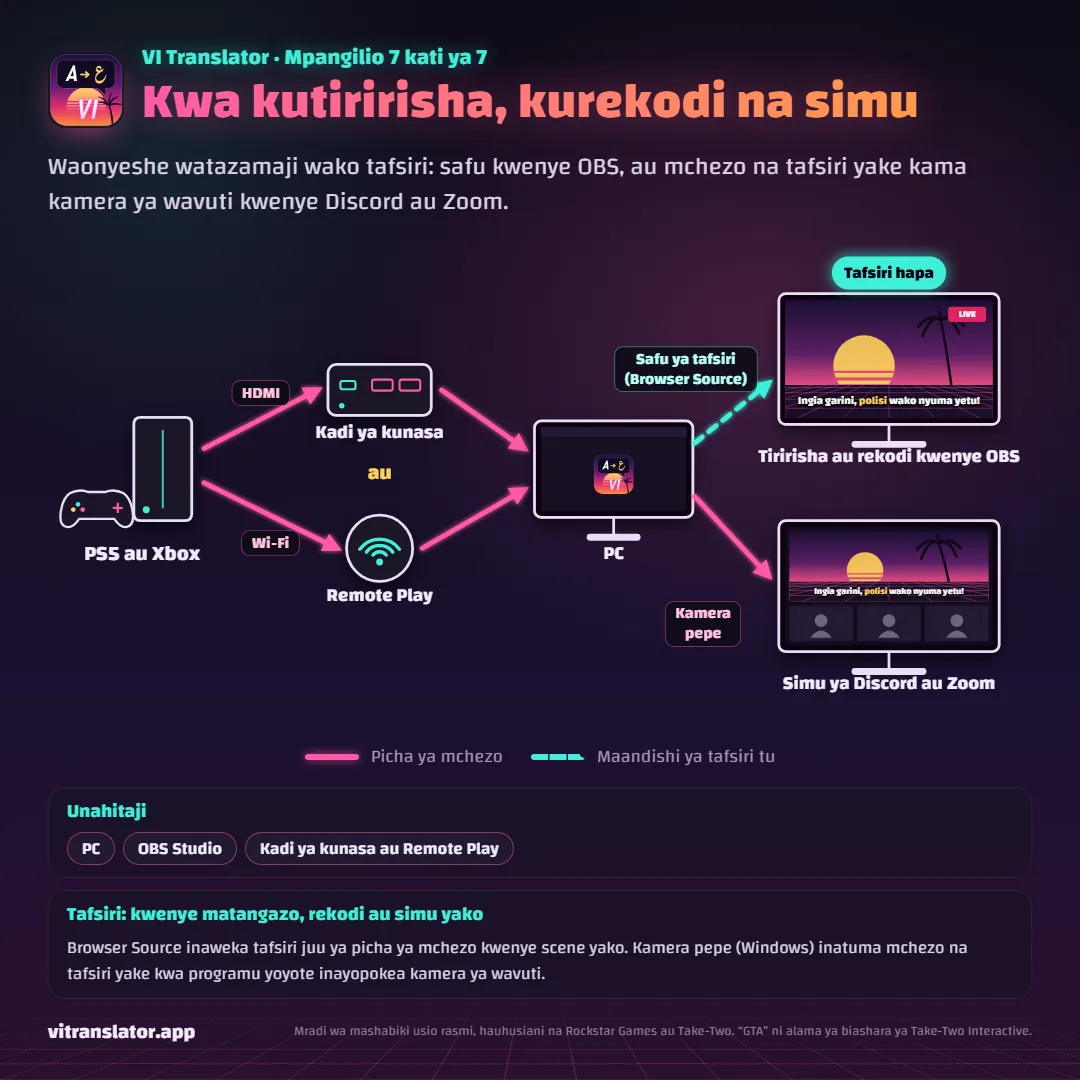 A→ع
VI
VI Translator · Mpangilio 7 kati ya 7
Kwa kutiririsha, kurekodi na simu
Waonyeshe watazamaji wako tafsiri: safu kwenye OBS, au mchezo na tafsiri yake kama
kamera ya wavuti kwenye Discord au Zoom.
Tafsiri hapa
LIVE
Ingia garini, polisi wako nyuma yetu!
Tiririsha au rekodi kwenye OBS
Safu ya tafsiri
(Browser Source)
HDMI
Kadi ya kunasa
au
PS5 au Xbox
Wi-Fi
Remote Play
A→ع
VI
PC
Kamera
pepe
Ingia garini, polisi wako nyuma yetu!
Simu ya Discord au Zoom
Picha ya mchezo
Maandishi ya tafsiri tu
Unahitaji
PC
OBS Studio
Kadi ya kunasa au Remote Play
Tafsiri: kwenye matangazo, rekodi au simu yako
Browser Source inaweka tafsiri juu ya picha ya mchezo kwenye scene yako. Kamera pepe (Windows) inatuma mchezo na
tafsiri yake kwa programu yoyote inayopokea kamera ya wavuti.
vitranslator.app
Mradi wa mashabiki usio rasmi, hauhusiani na Rockstar Games au Take-Two. “GTA” ni alama ya biashara ya Take-Two Interactive.